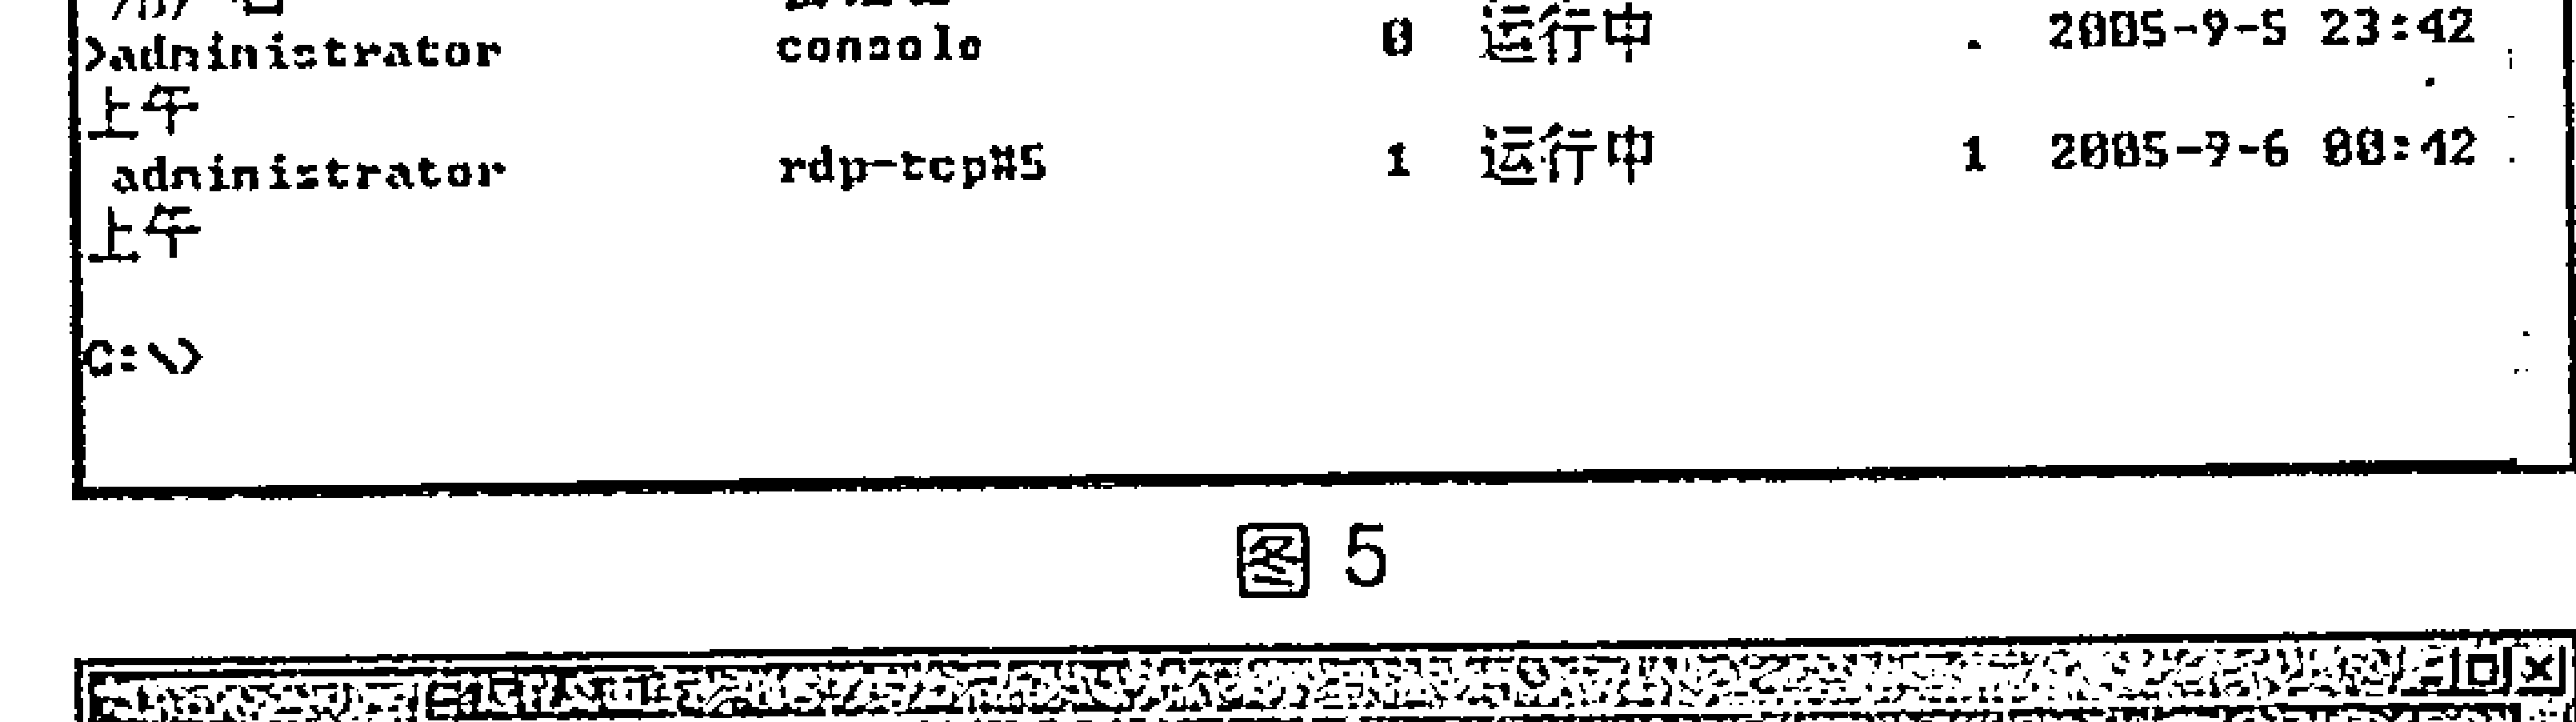 >administrator console 0 运行中 . 2005-9-5 23:42
上午
administrator rdp-tcp#5 1 运行中 1 2005-9-6 00:42
上午
C:\>
图 5